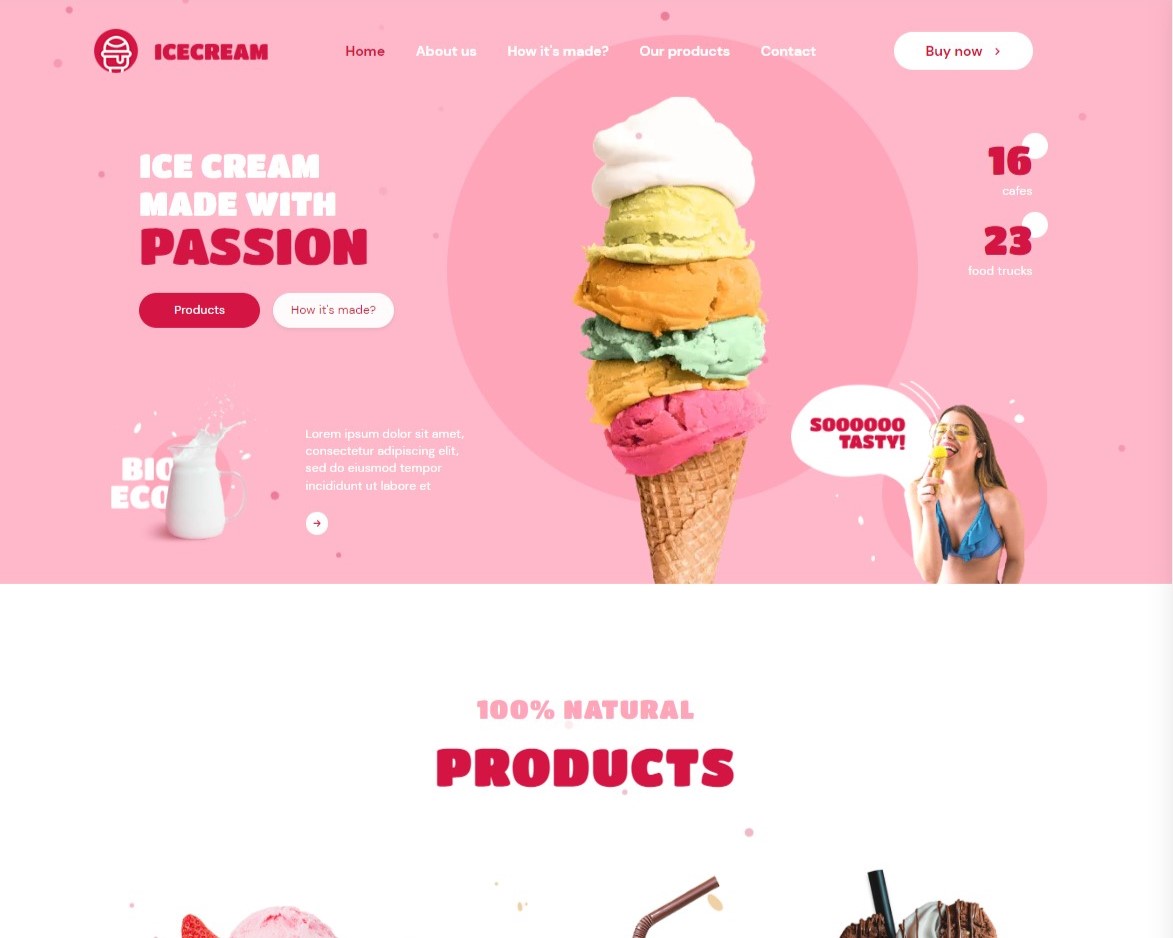 ICECREAM
Home
About us
How it's made?
Our products
Contact
Buy now
ICE CREAM
MADE WITH
PASSION
Products
How it's made?
16
cafes
23
food trucks
BIO
ECO
Lorem ipsum dolor sit amet,
consectetur adipiscing elit,
sed do eiusmod tempor
incididunt ut labore et
SOOOOOO
TASTY!
100% NATURAL
PRODUCTS